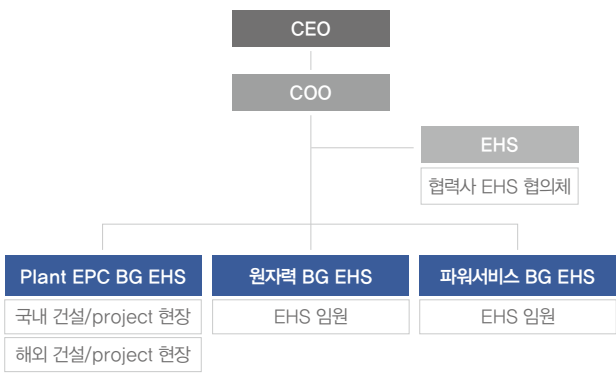 CEO
COO
EHS
협력사 EHS 협의체
Plant EPC BG EHS
국내 건설/project 현장
해외 건설/project 현장
원자력 BG EHS
EHS 임원
파워서비스 BG EHS
EHS 임원